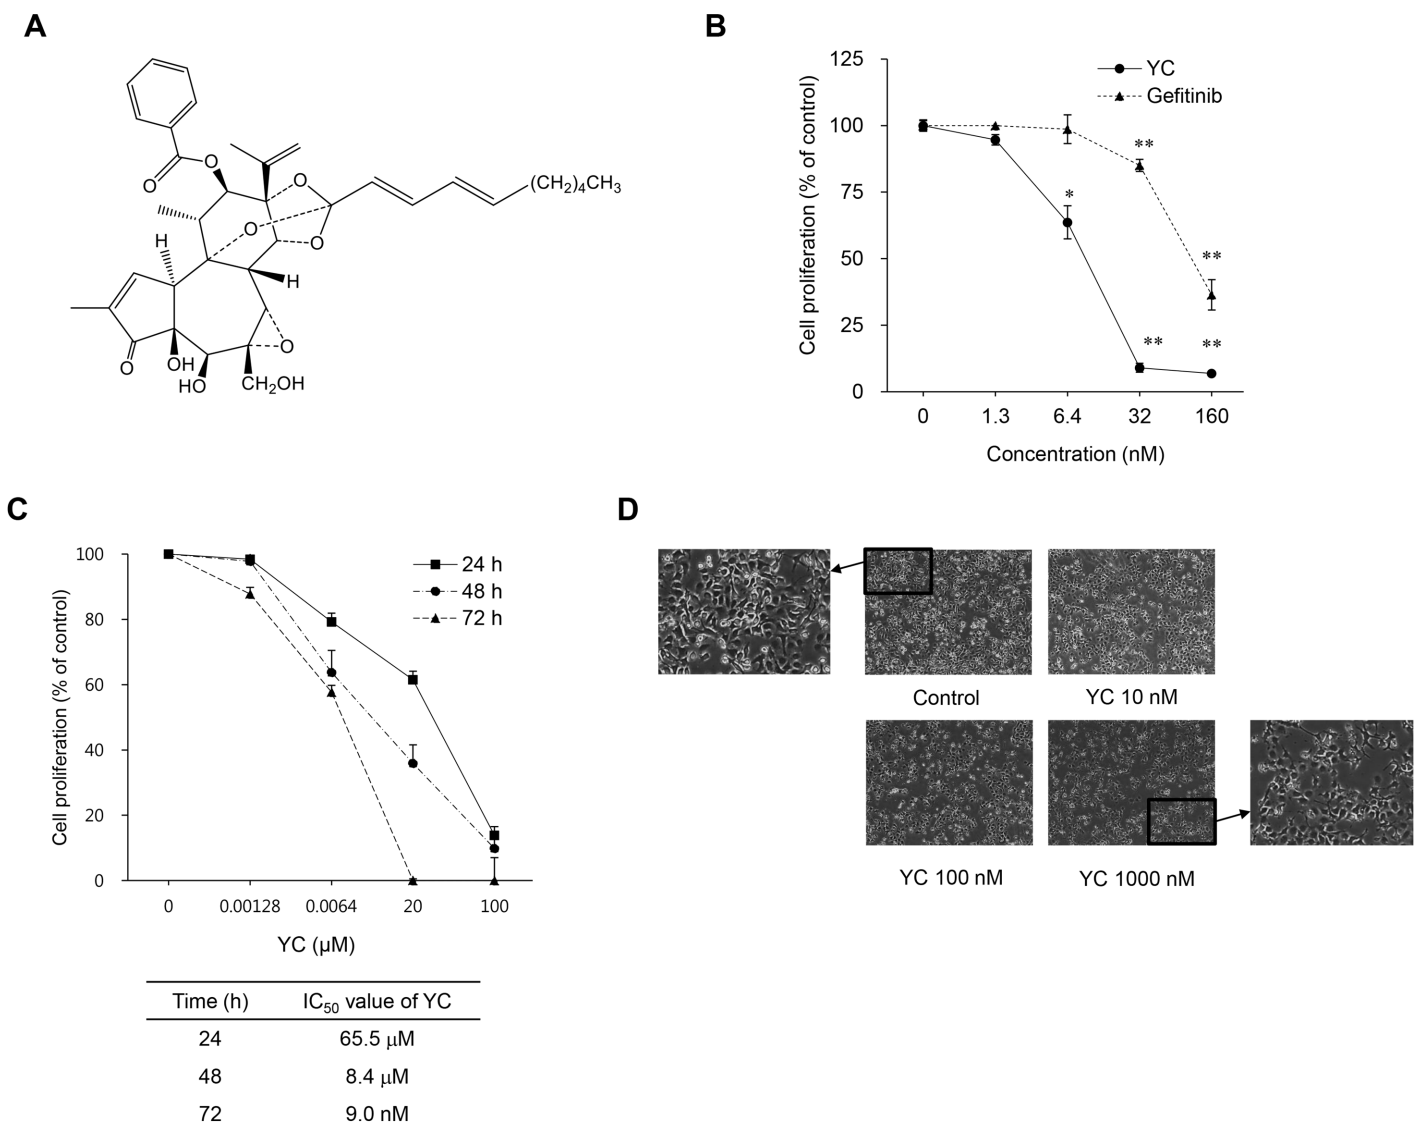 A
O
O
O
O
O
(CH2)4CH3
H
H
O
O
OH
HO
CH2OH
B
Cell proliferation (% of control)
125
100
75
50
25
0
YC
Gefitinib
**
*
**
**
**
0 1.3 6.4 32 160
Concentration (nM)
C
Cell proliferation (% of control)
100
80
60
40
20
0
24 h
48 h
72 h
0 0.00128 0.0064 20 100
YC (µM)
Time (h) IC50 value of YC
24 65.5 µM
48 8.4 µM
72 9.0 nM
D
Control YC 10 nM
YC 100 nM YC 1000 nM